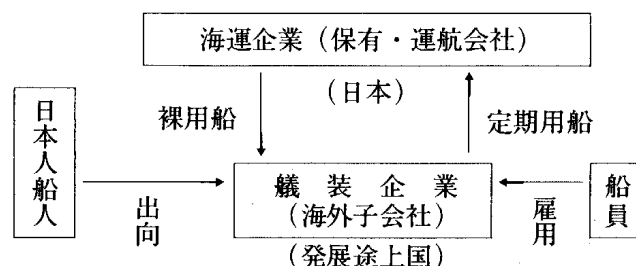 海運企業（保有・運航会社）
（日本）
裸用船
定期用船
日本人船人
出向
艤装企業
（海外子会社）
（発展途上国）
雇用
船員